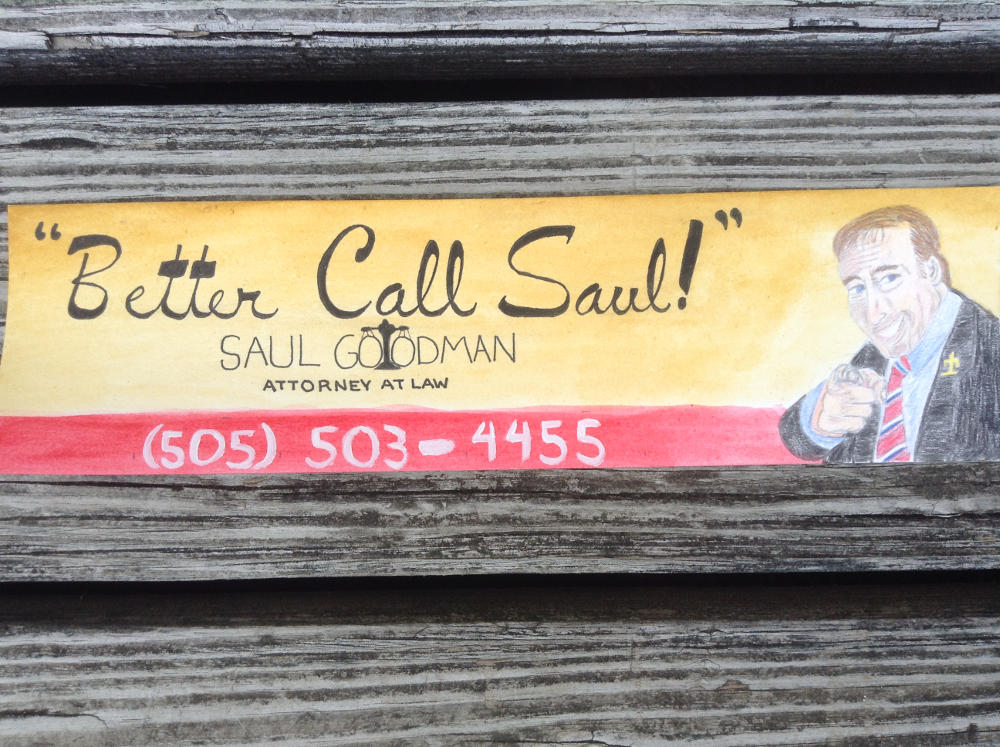 "Better Call Saul!"
SAUL GOODMAN
ATTORNEY AT LAW
(505) 503-4455